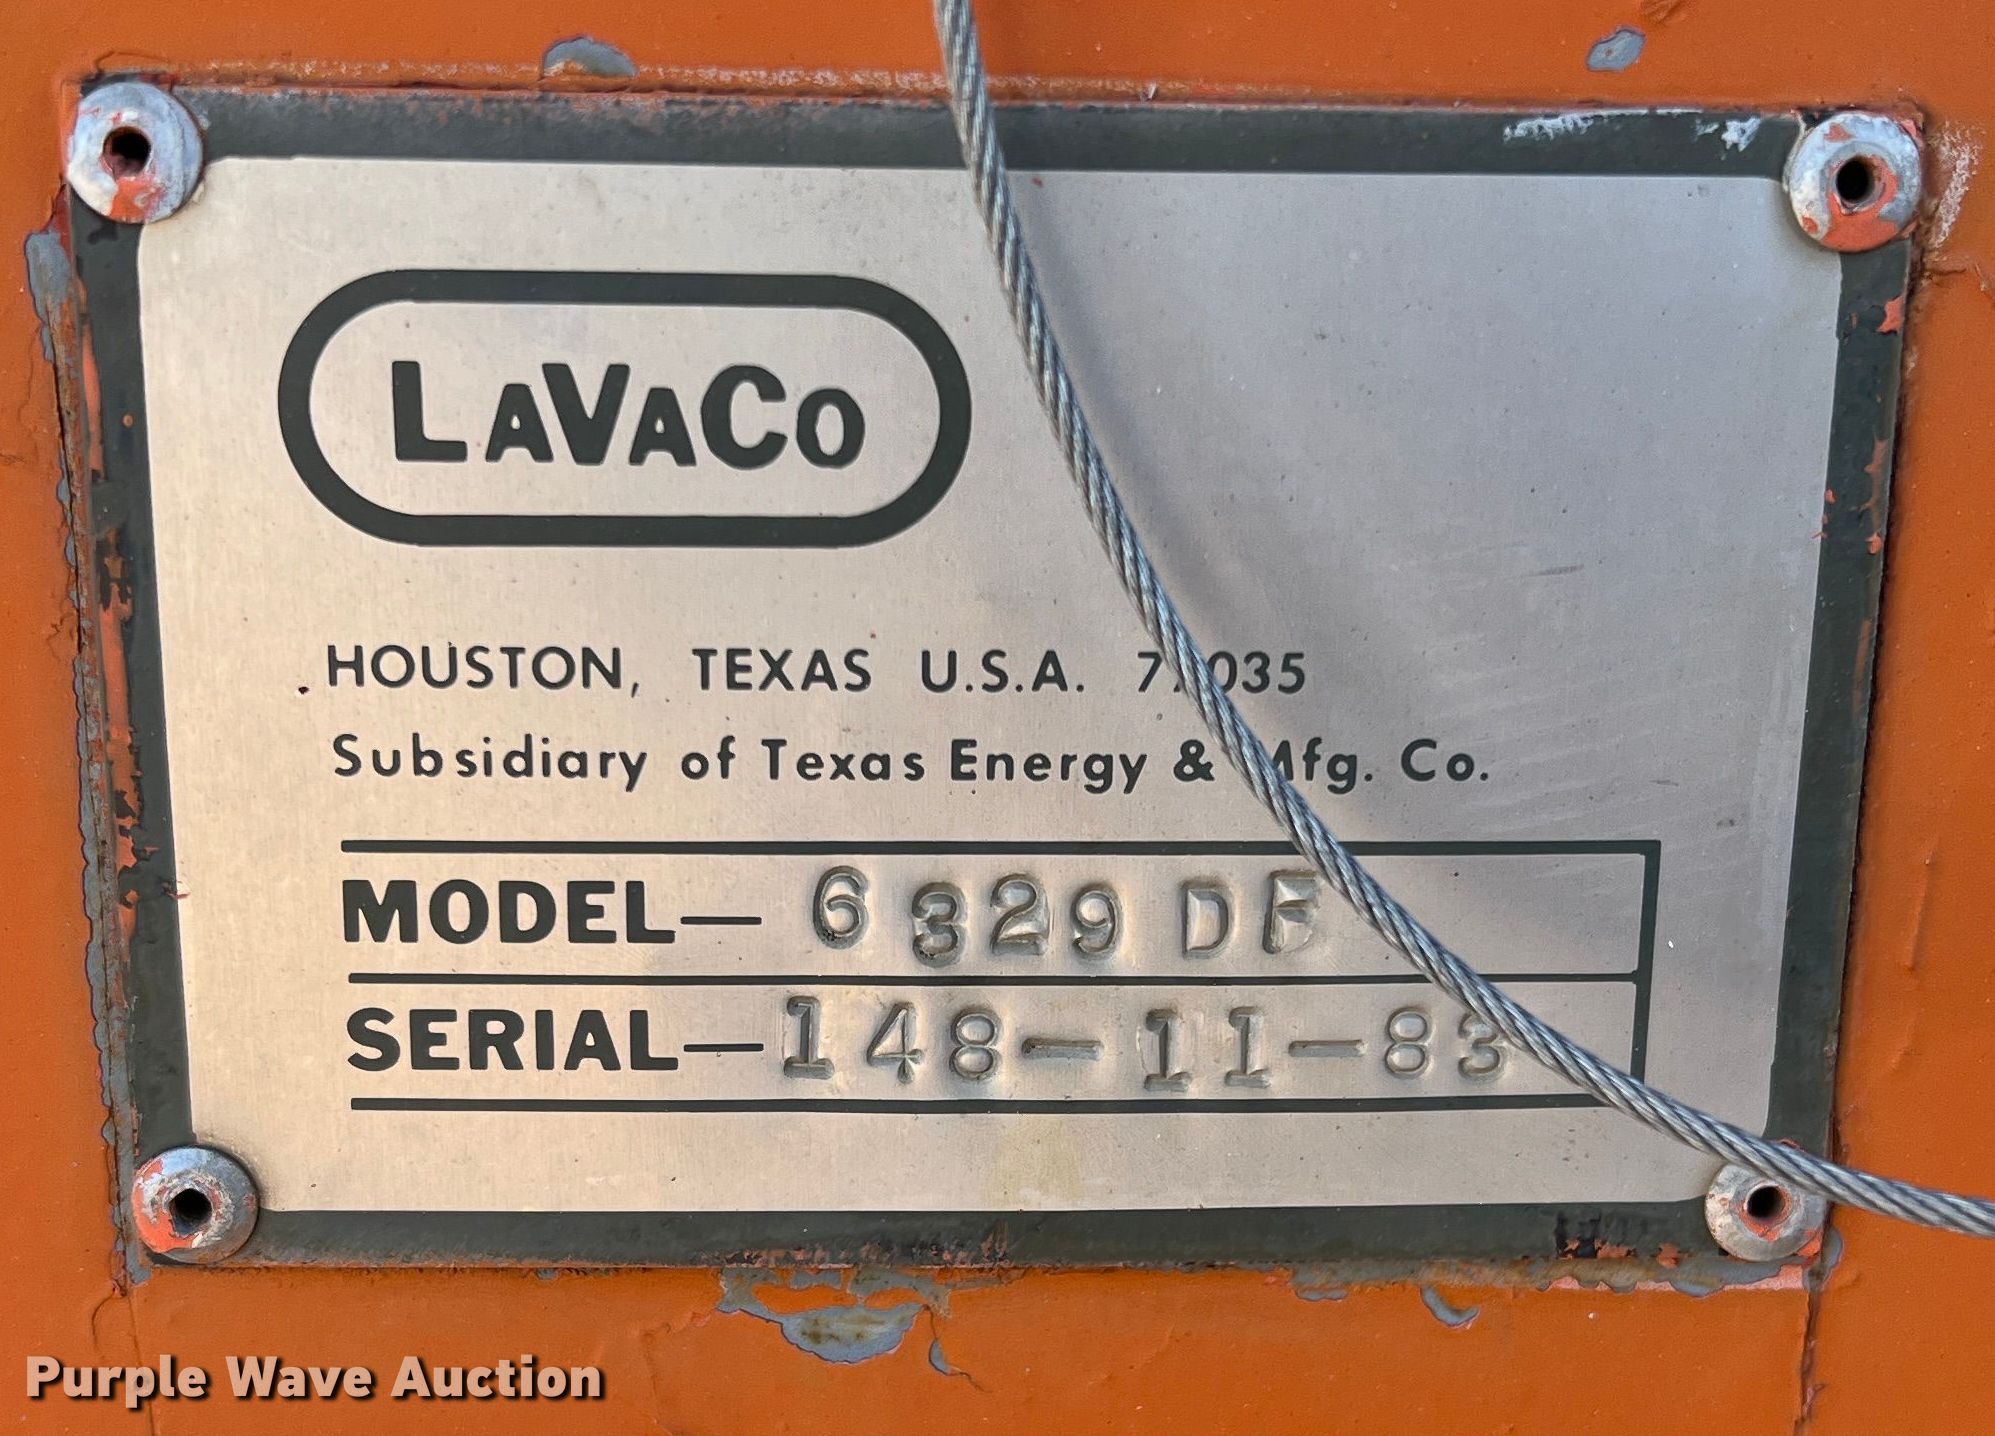 LAVACO
HOUSTON, TEXAS U.S.A.
Subsidiary of Texas Energy & Mfg. Co.
MODEL— 6329 DF
SERIAL— 148-11-83
Purple Wave Auction